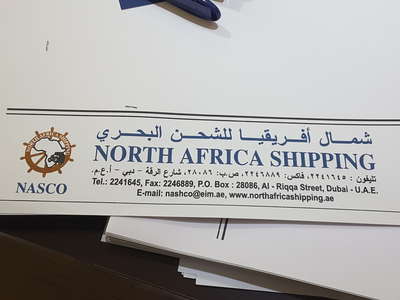 شمال أفريقيا للشحن البحري
NORTH AFRICA SHIPPING
تليفون : ٢٢٤١٦٤٥، فاكس: ٢٢٤٦٨٨٩، ص.ب: ٢٨٠٨٦، شارع الرقة - دبي - أ.ع.م.
Tel.: 2241645, Fax: 2246889, P.O. Box : 28086, Al - Riqqa Street, Dubai - U.A.E.
E-mail: nashco@eim.ae, www.northafricashipping.ae
NASCO